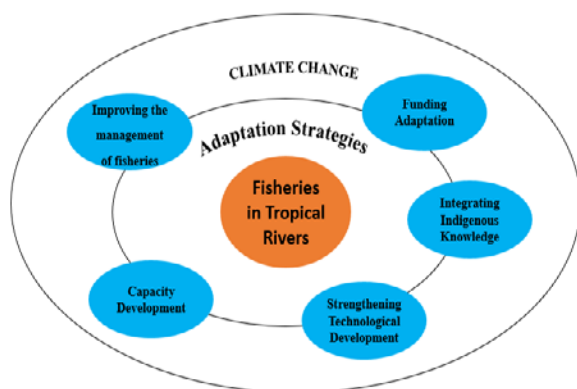 CLIMATE CHANGE
Improving the
management
of fisheries
Funding
Adaptation
Adaptation Strategies
Fisheries
in Tropical
Rivers
Integrating
Indigenous
Knowledge
Capacity
Development
Strengthening
Technological
Development